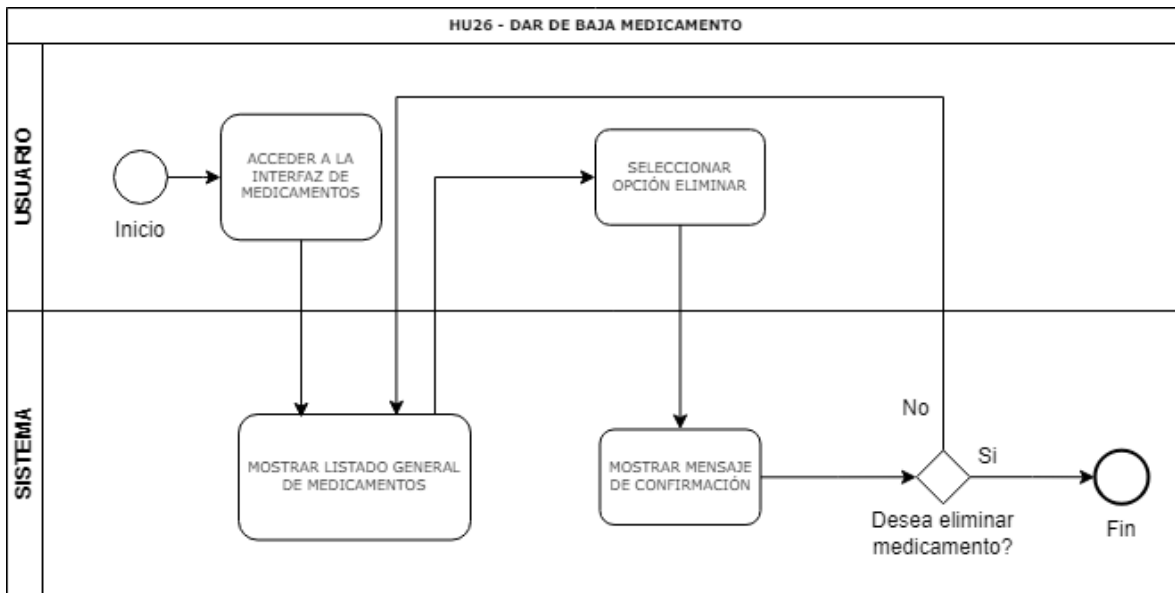 HU26 - DAR DE BAJA MEDICAMENTO
USUARIO
Inicio
ACCEDER A LA
INTERFAZ DE
MEDICAMENTOS
SELECCIONAR
OPCIÓN ELIMINAR
SISTEMA
MOSTRAR LISTADO GENERAL
DE MEDICAMENTOS
MOSTRAR MENSAJE
DE CONFIRMACIÓN
No
Si
Desea eliminar
medicamento?
Fin